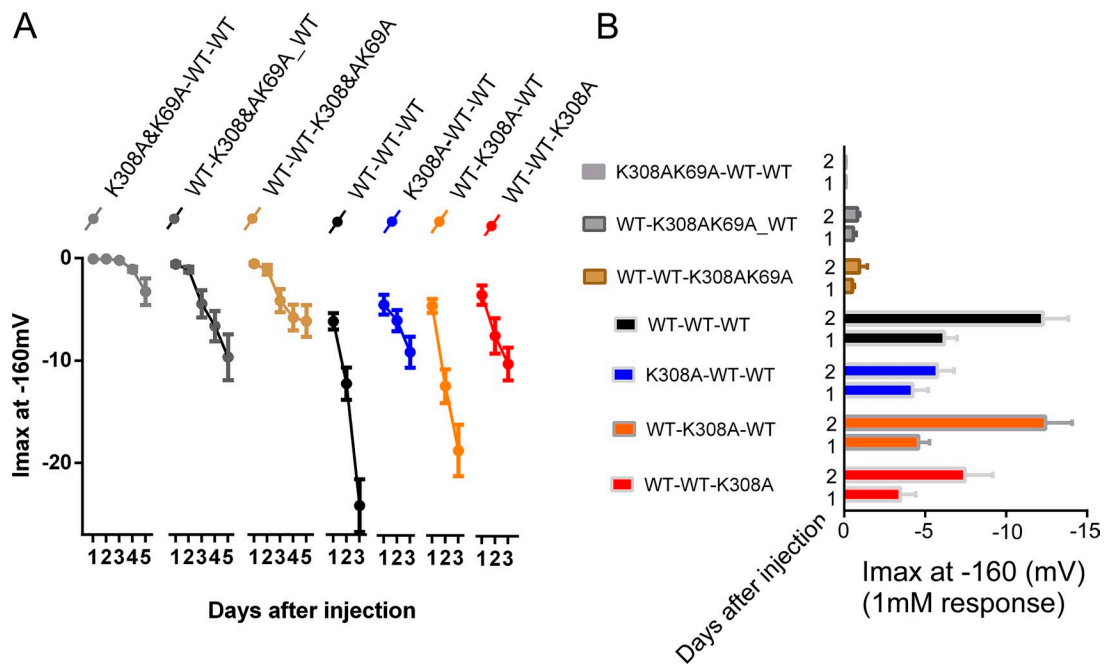 A
K308A&K69A-WT-WT
WT-K308&AK69A_WT
WT-WT-K308&AK69A
WT-WT-WT
K308A-WT-WT
WT-K308A-WT
WT-WT-K308A
Imax at -160mV
0
-10
-20
12345
12345
12345
123
123
123
123
Days after injection
B
K308AK69A-WT-WT
2
1
WT-K308AK69A_WT
2
1
WT-WT-K308AK69A
2
1
WT-WT-WT
2
1
K308A-WT-WT
2
1
WT-K308A-WT
2
1
WT-WT-K308A
2
1
Days after injection
0
-5
-10
-15
Imax at -160 (mV)
(1mM response)